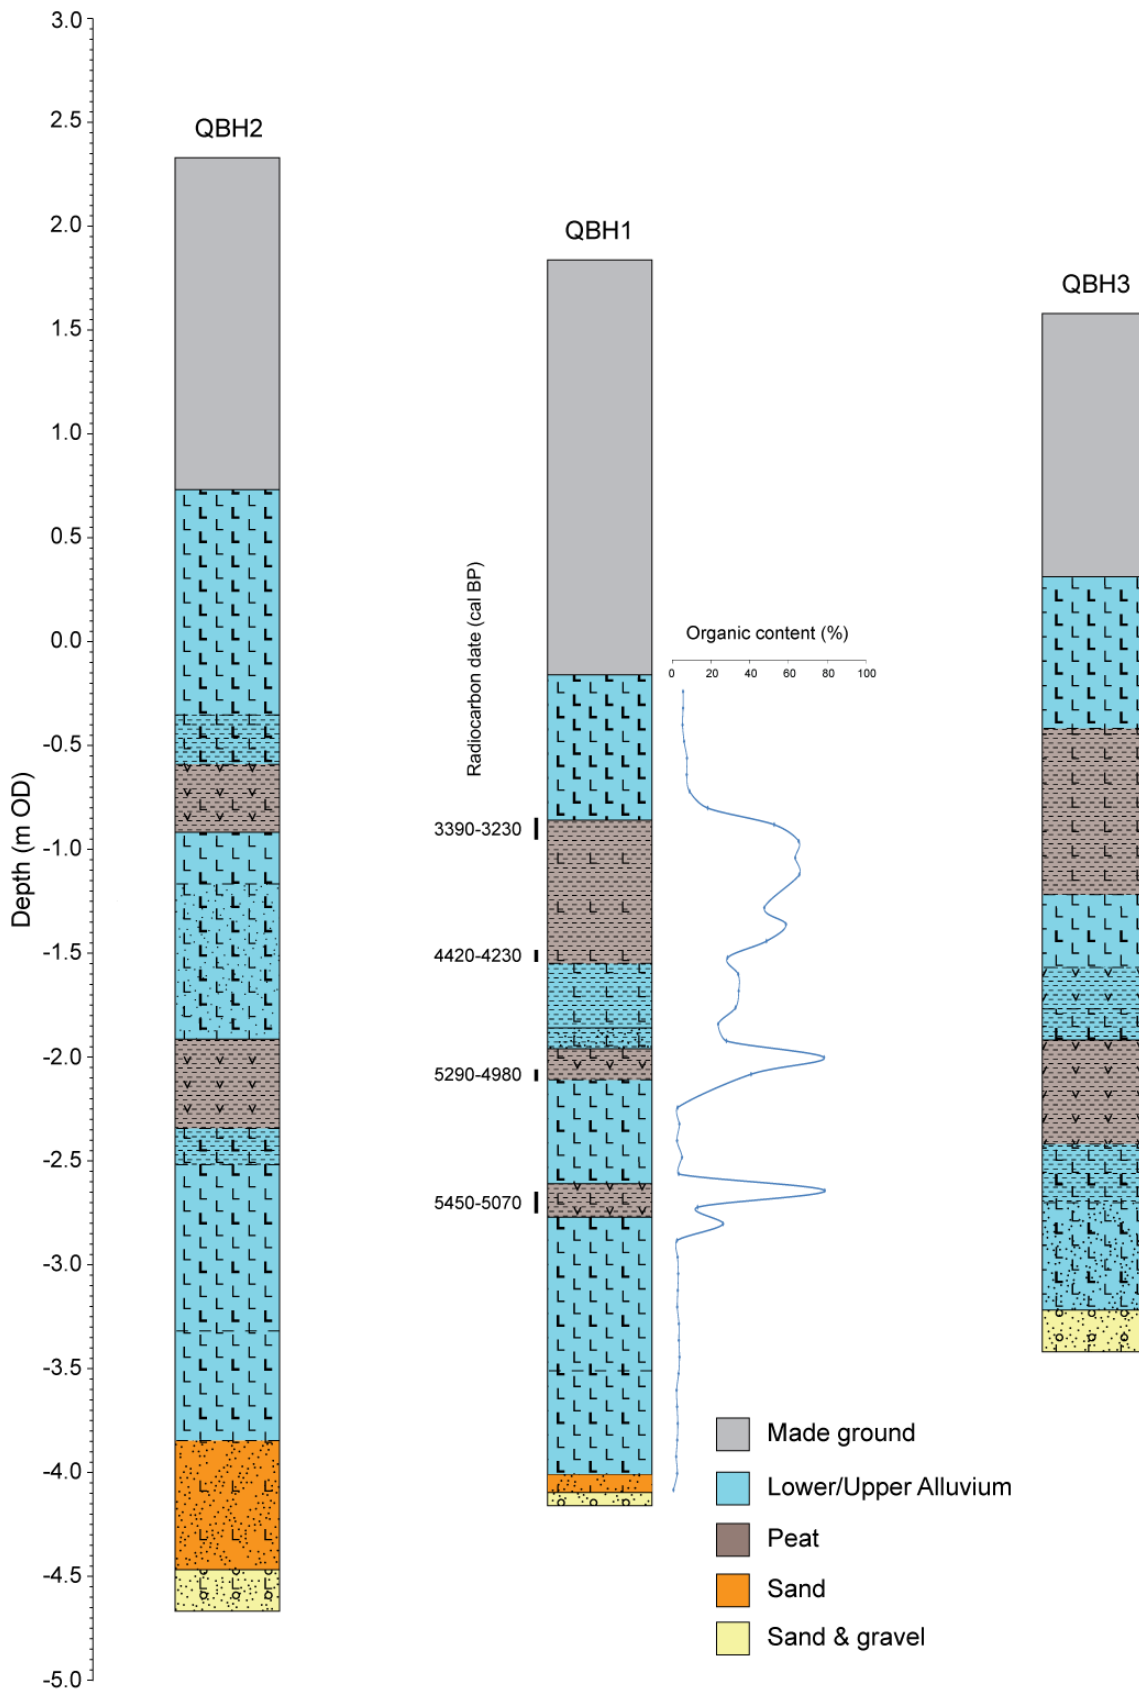 3.0
2.5
2.0
1.5
1.0
0.5
0.0
-0.5
-1.0
-1.5
-2.0
-2.5
-3.0
-3.5
-4.0
-4.5
-5.0
Depth (m OD)
QBH2
QBH1
QBH3
Radiocarbon date (cal BP)
3390-3230
4420-4230
5290-4980
5450-5070
Organic content (%)
0 20 40 60 80 100
Made ground
Lower/Upper Alluvium
Peat
Sand
Sand & gravel